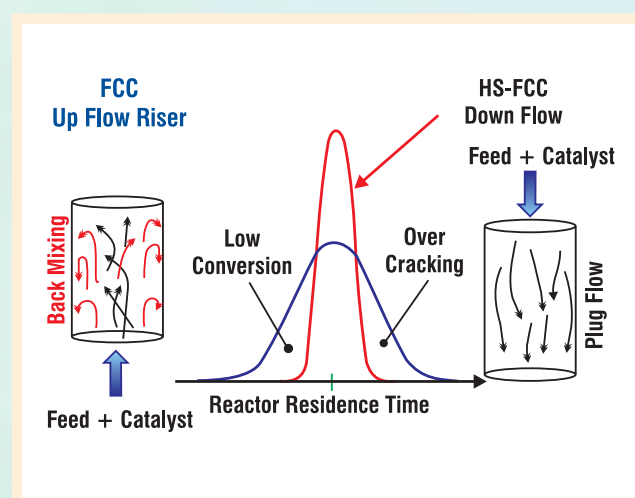 FCC
Up Flow Riser
HS-FCC
Down Flow
Feed + Catalyst
Back Mixing
Low
Conversion
Over
Cracking
Plug Flow
Feed + Catalyst
Reactor Residence Time